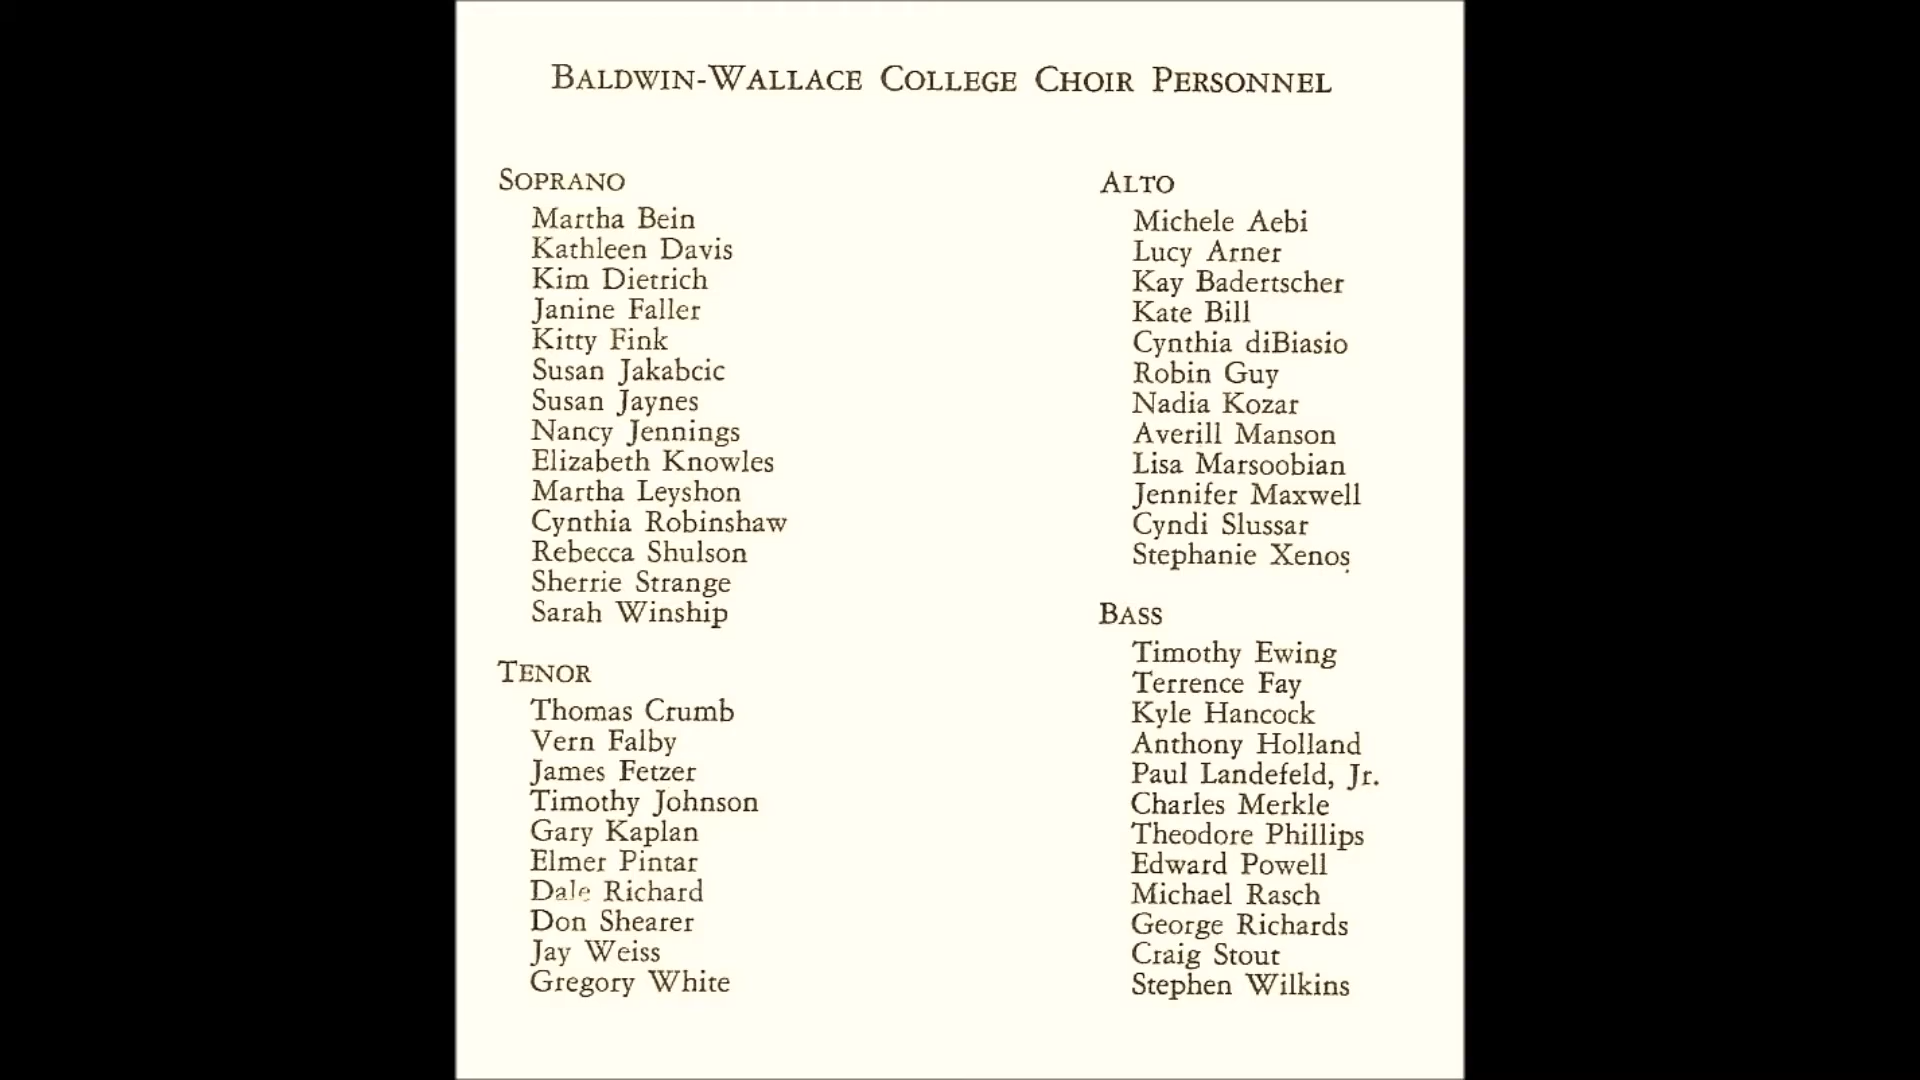 BALDWIN-WALLACE COLLEGE CHOIR PERSONNEL
SOPRANO
Martha Bein
Kathleen Davis
Kim Dietrich
Janine Faller
Kitty Fink
Susan Jakabcic
Susan Jaynes
Nancy Jennings
Elizabeth Knowles
Martha Leyshon
Cynthia Robinshaw
Rebecca Shulson
Sherrie Strange
Sarah Winship
TENOR
Thomas Crumb
Vern Falby
James Fetzer
Timothy Johnson
Gary Kaplan
Elmer Pintar
Dale Richard
Don Shearer
Jay Weiss
Gregory White
ALTO
Michele Aebi
Lucy Arner
Kay Badertscher
Kate Bill
Cynthia diBiasio
Robin Guy
Nadia Kozar
Averill Manson
Lisa Marsoobian
Jennifer Maxwell
Cyndi Slussar
Stephanie Xenos
BASS
Timothy Ewing
Terrence Fay
Kyle Hancock
Anthony Holland
Paul Landefeld, Jr.
Charles Merkle
Theodore Phillips
Edward Powell
Michael Rasch
George Richards
Craig Stout
Stephen Wilkins